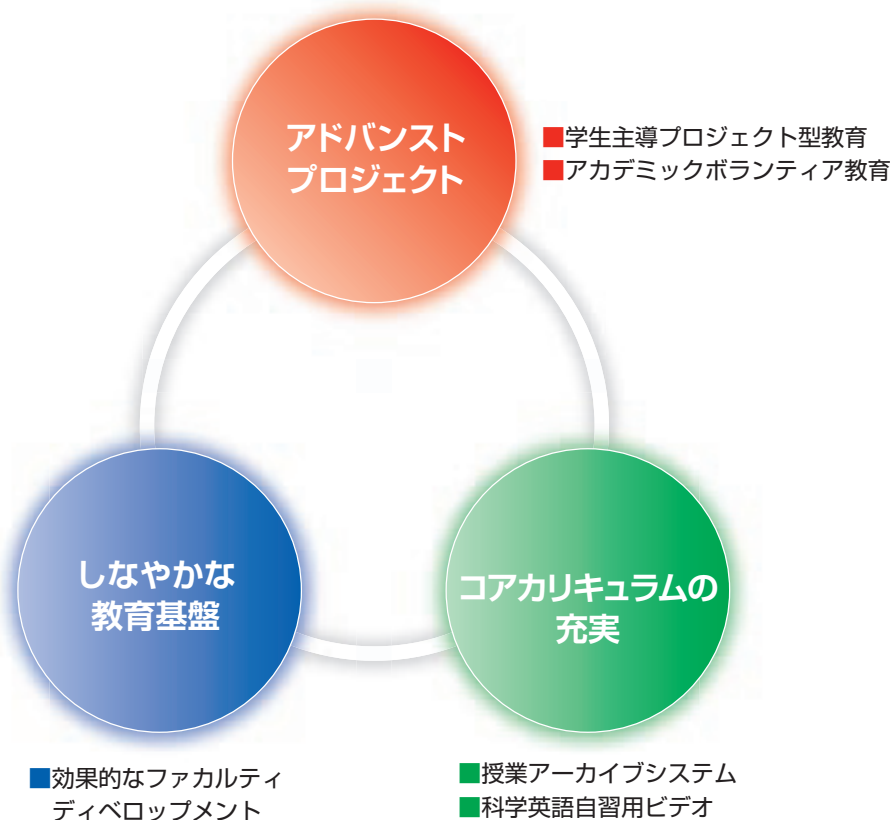 アドバンスト
プロジェクト
■学生主導プロジェクト型教育
■アカデミックボランティア教育
しなやかな
教育基盤
コアカリキュラムの
充実
■効果的なファカルティ
ディベロップメント
■授業アーカイブシステム
■科学英語自習用ビデオ